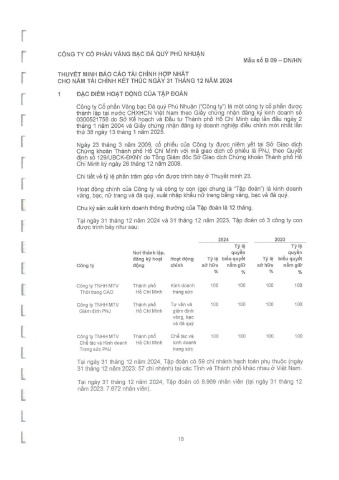 CÔNG TY CỔ PHẦN VÀNG BẠC ĐÁ QUÝ PHÚ NHUẬN
Mẫu số B 09 – DN/HN
THUYẾT MINH BÁO CÁO TÀI CHÍNH HỢP NHẤT
CHO NĂM TÀI CHÍNH KẾT THÚC NGÀY 31 THÁNG 12 NĂM 2024
1 ĐẶC ĐIỂM HOẠT ĐỘNG CỦA TẬP ĐOÀN
Công ty Cổ phần Vàng bạc Đá quý Phú Nhuận ("Công ty") là một công ty cổ phần được
thành lập tại nước CHXHCN Việt Nam theo Giấy chứng nhận đăng ký kinh doanh số
0300521758 do Sở Kế hoạch và Đầu tư Thành phố Hồ Chí Minh cấp lần đầu ngày 2
tháng 1 năm 2004 và Giấy chứng nhận đăng ký doanh nghiệp điều chỉnh mới nhất lần
thứ 38 ngày 13 tháng 1 năm 2025.
Ngày 23 tháng 3 năm 2009, cổ phiếu của Công ty được niêm yết tại Sở Giao dịch
Chứng khoán Thành phố Hồ Chí Minh với mã giao dịch cổ phiếu là PNJ, theo Quyết
định số 129/UBCK-ĐKNY do Tổng Giám đốc Sở Giao dịch Chứng khoán Thành phố Hồ
Chí Minh ký ngày 26 tháng 12 năm 2008.
Chi tiết về tỷ lệ phần trăm góp vốn được trình bày ở Thuyết minh 23.
Hoạt động chính của Công ty và công ty con (gọi chung là "Tập đoàn") là kinh doanh
vàng, bạc, nữ trang và đá quý, xuất nhập khẩu nữ trang bằng vàng, bạc và đá quý.
Chu kỳ sản xuất kinh doanh thông thường của Tập đoàn là 12 tháng.
Tại ngày 31 tháng 12 năm 2024 và 31 tháng 12 năm 2023, Tập đoàn có 3 công ty con
được trình bày như sau:
2024 2023
Tỷ lệ Tỷ lệ
Nơi thành lập, quyền quyền
đăng ký hoạt Hoạt động Tỷ lệ biểu quyết Tỷ lệ biểu quyết
Công ty động chính sở hữu nắm giữ sở hữu nắm giữ
% % % %
Công ty TNHH MTV Thành phố Kinh doanh 100 100 100 100
Thời trang CAO Hồ Chí Minh trang sức
Công ty TNHH MTV Thành phố Tư vấn và 100 100 100 100
Giám định PNJ Hồ Chí Minh giám định
vàng, bạc
và đá quý
Công ty TNHH MTV Thành phố Chế tác và 100 100 100 100
Chế tác và Kinh doanh Hồ Chí Minh kinh doanh
Trang sức PNJ trang sức
Tại ngày 31 tháng 12 năm 2024, Tập đoàn có 59 chi nhánh hạch toán phụ thuộc (ngày
31 tháng 12 năm 2023: 57 chi nhánh) tại các Tỉnh và Thành phố khác nhau ở Việt Nam.
Tại ngày 31 tháng 12 năm 2024, Tập đoàn có nhân viên (tại ngày 31 tháng 12
năm 2023: 7.672 nhân viên).